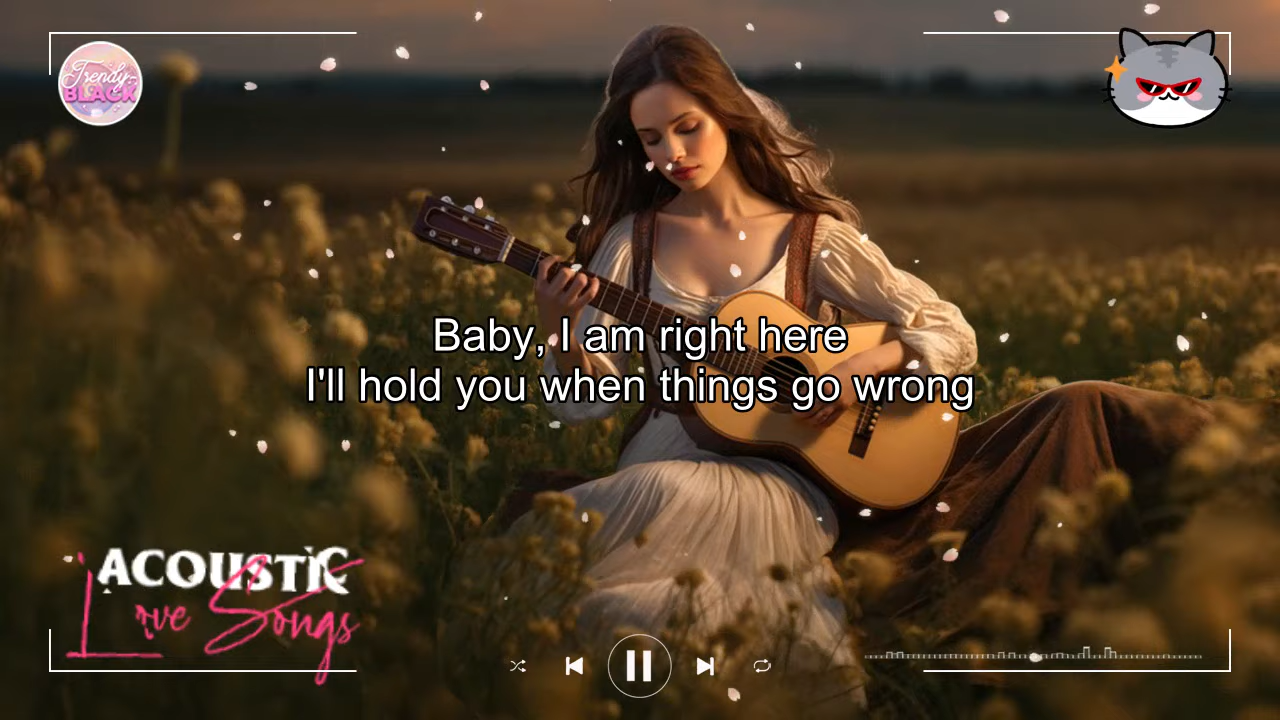 Trendy
BLACK
Baby, I am right here
I'll hold you when things go wrong
ACOUSTIC
Love Songs